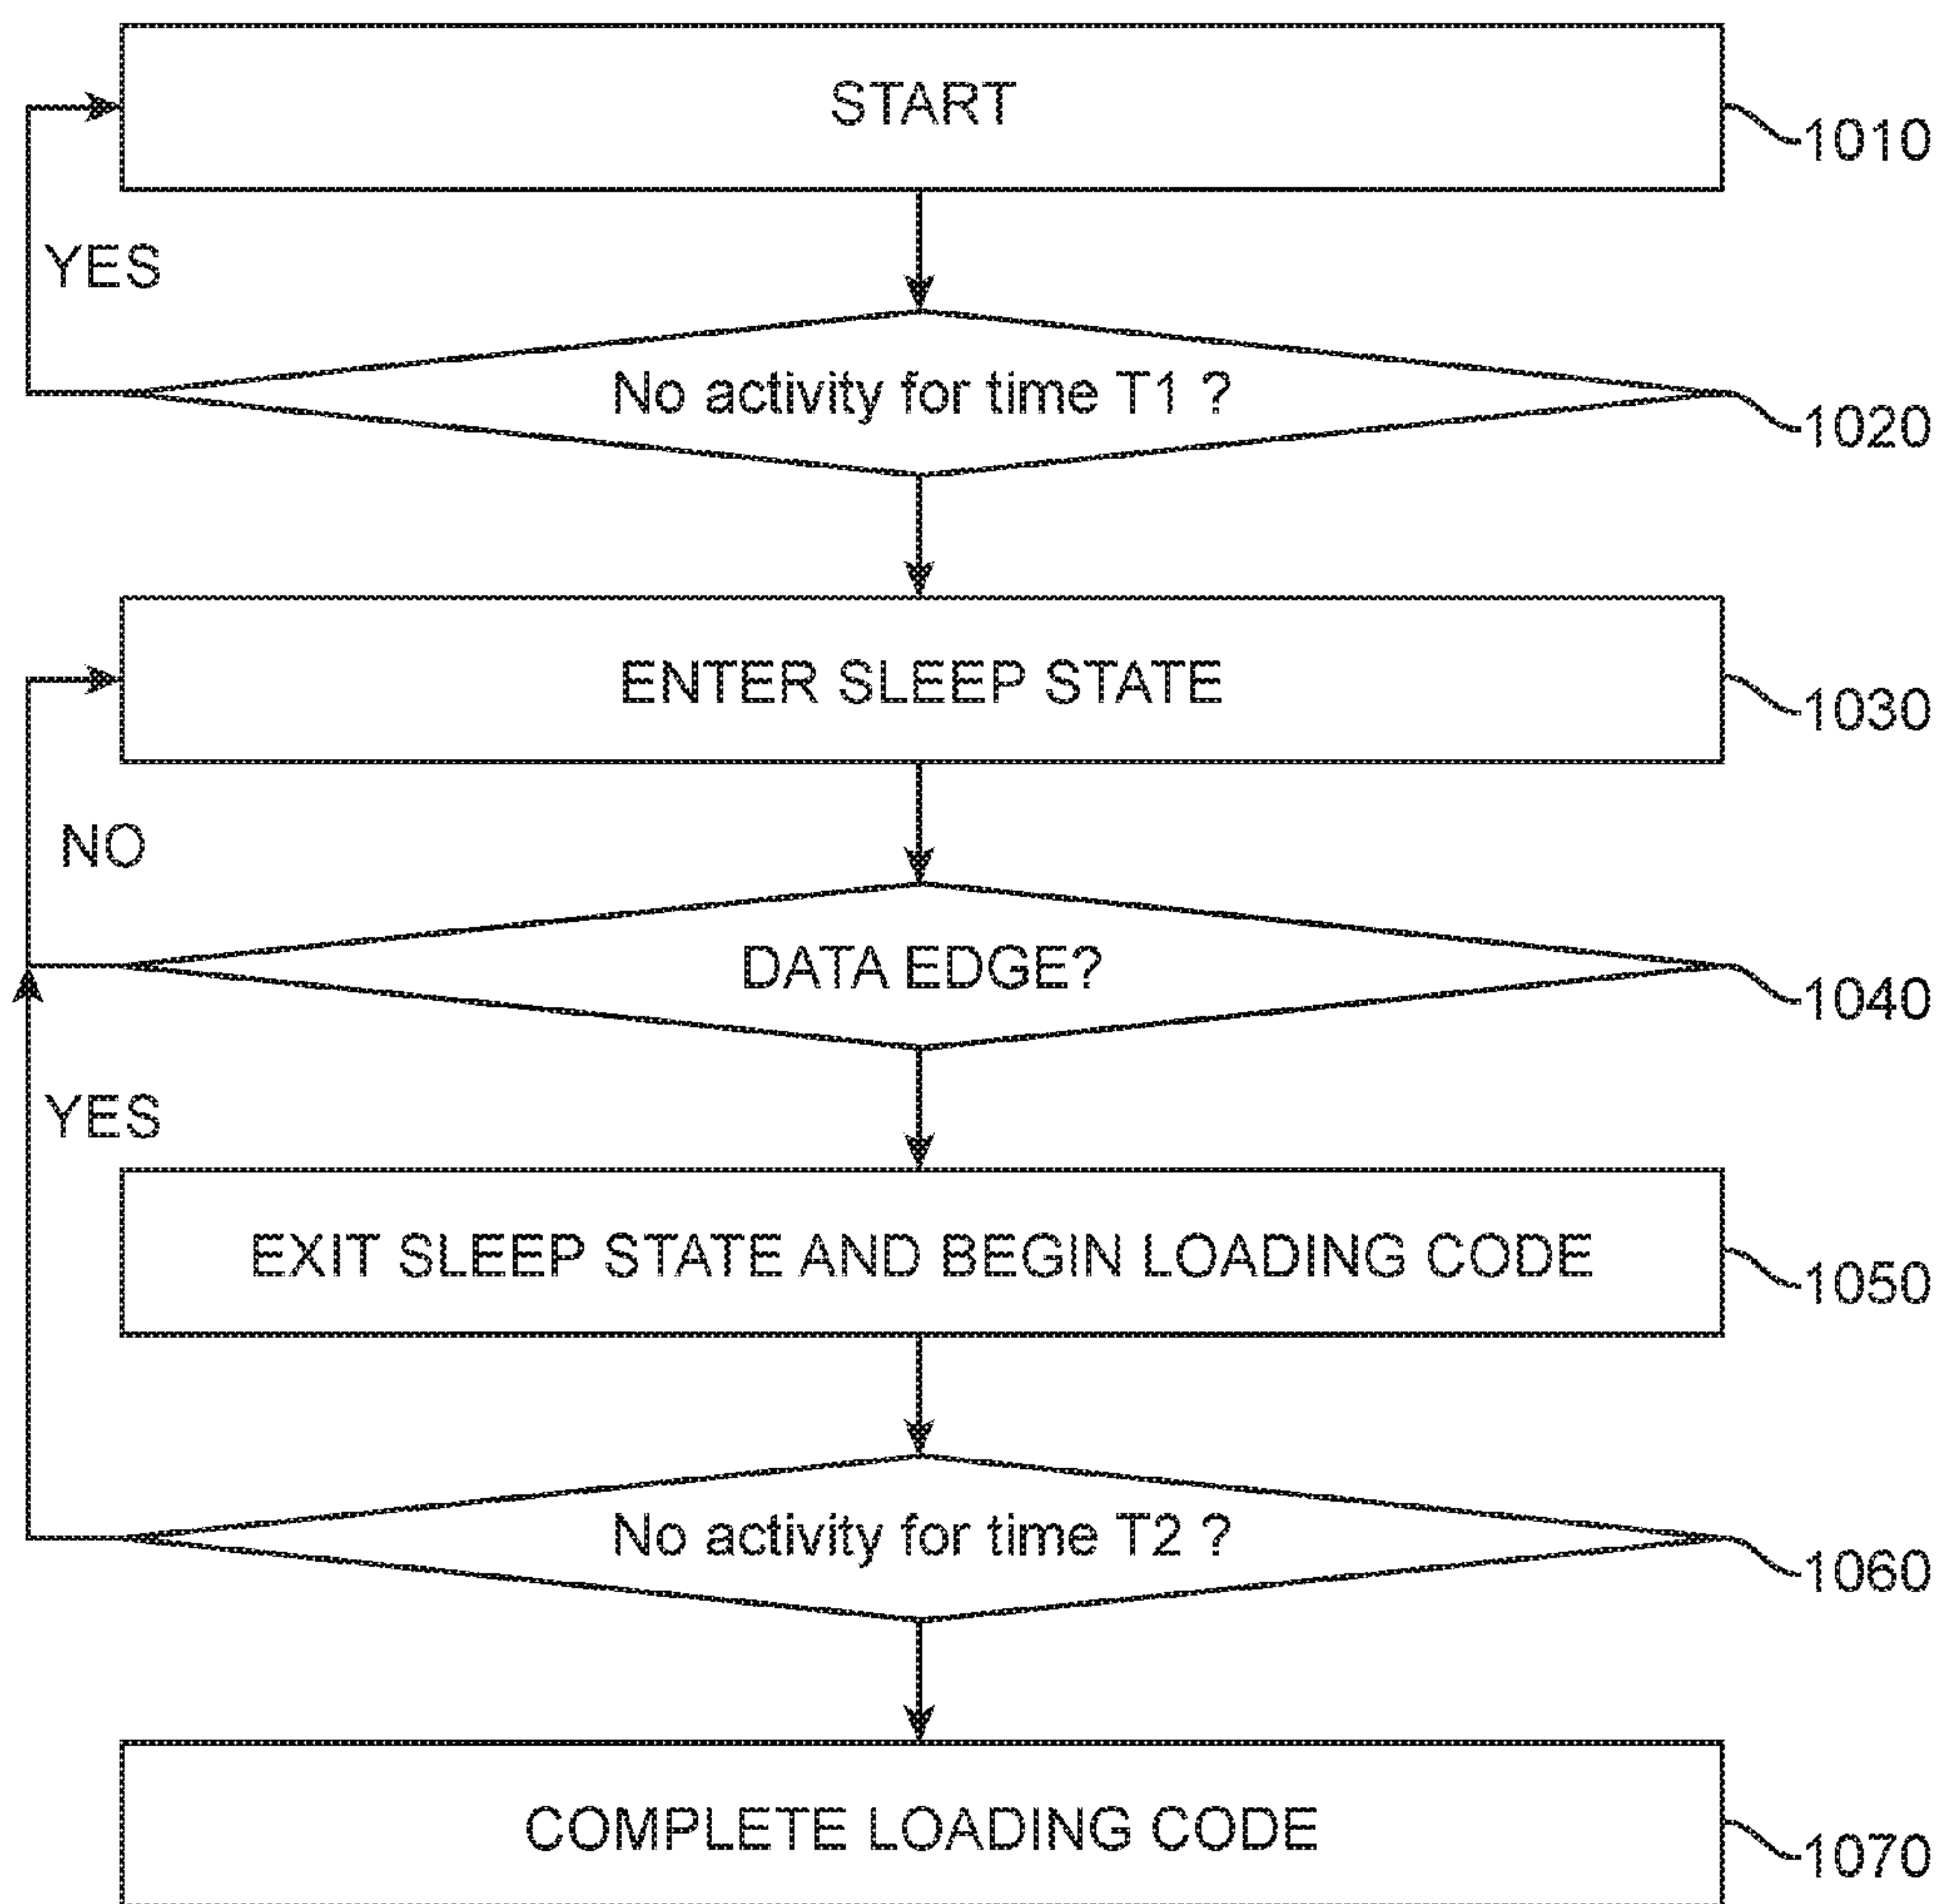 START
1010
YES
No activity for time T1 ?
1020
ENTER SLEEP STATE
1030
NO
DATA EDGE?
1040
YES
EXIT SLEEP STATE AND BEGIN LOADING CODE
1050
No activity for time T2 ?
1060
COMPLETE LOADING CODE
1070